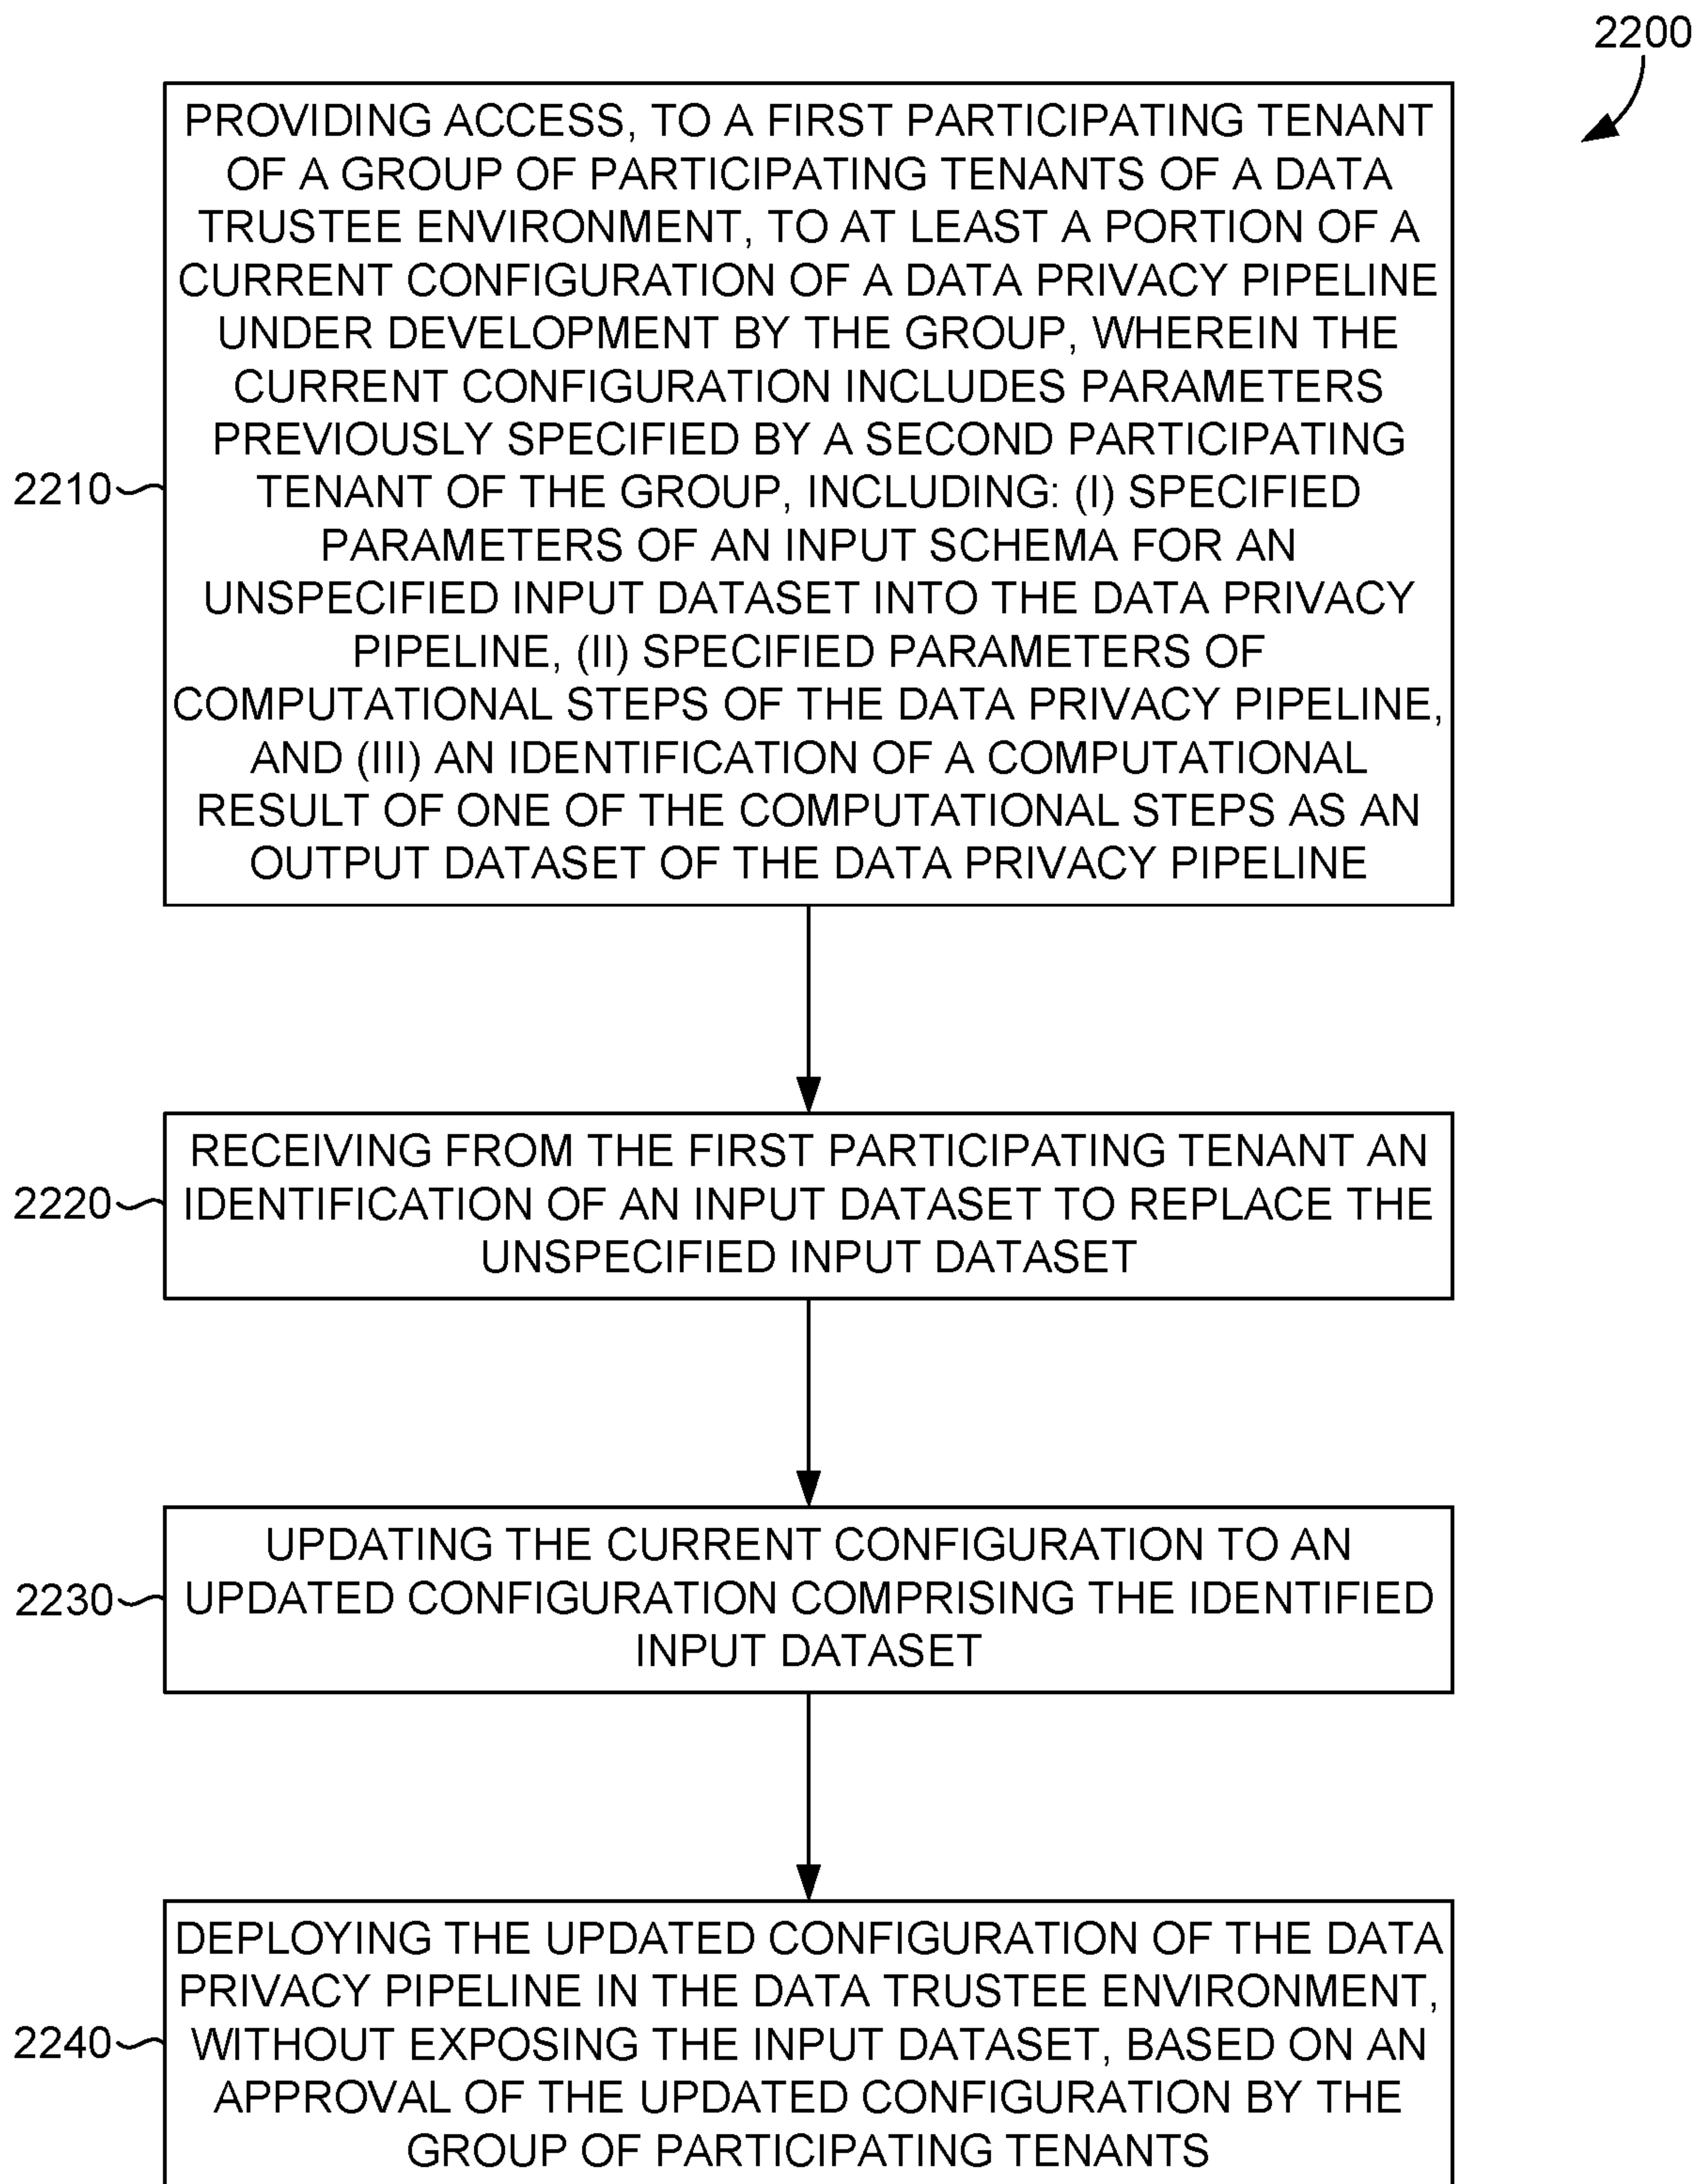 2200
PROVIDING ACCESS, TO A FIRST PARTICIPATING TENANT
OF A GROUP OF PARTICIPATING TENANTS OF A DATA
TRUSTEE ENVIRONMENT, TO AT LEAST A PORTION OF A
CURRENT CONFIGURATION OF A DATA PRIVACY PIPELINE
UNDER DEVELOPMENT BY THE GROUP, WHEREIN THE
CURRENT CONFIGURATION INCLUDES PARAMETERS
PREVIOUSLY SPECIFIED BY A SECOND PARTICIPATING
2210
TENANT OF THE GROUP, INCLUDING: (I) SPECIFIED
PARAMETERS OF AN INPUT SCHEMA FOR AN
UNSPECIFIED INPUT DATASET INTO THE DATA PRIVACY
PIPELINE, (II) SPECIFIED PARAMETERS OF
COMPUTATIONAL STEPS OF THE DATA PRIVACY PIPELINE,
AND (III) AN IDENTIFICATION OF A COMPUTATIONAL
RESULT OF ONE OF THE COMPUTATIONAL STEPS AS AN
OUTPUT DATASET OF THE DATA PRIVACY PIPELINE
RECEIVING FROM THE FIRST PARTICIPATING TENANT AN
2220
IDENTIFICATION OF AN INPUT DATASET TO REPLACE THE
UNSPECIFIED INPUT DATASET
UPDATING THE CURRENT CONFIGURATION TO AN
2230
UPDATED CONFIGURATION COMPRISING THE IDENTIFIED
INPUT DATASET
DEPLOYING THE UPDATED CONFIGURATION OF THE DATA
PRIVACY PIPELINE IN THE DATA TRUSTEE ENVIRONMENT,
2240
WITHOUT EXPOSING THE INPUT DATASET, BASED ON AN
APPROVAL OF THE UPDATED CONFIGURATION BY THE
GROUP OF PARTICIPATING TENANTS